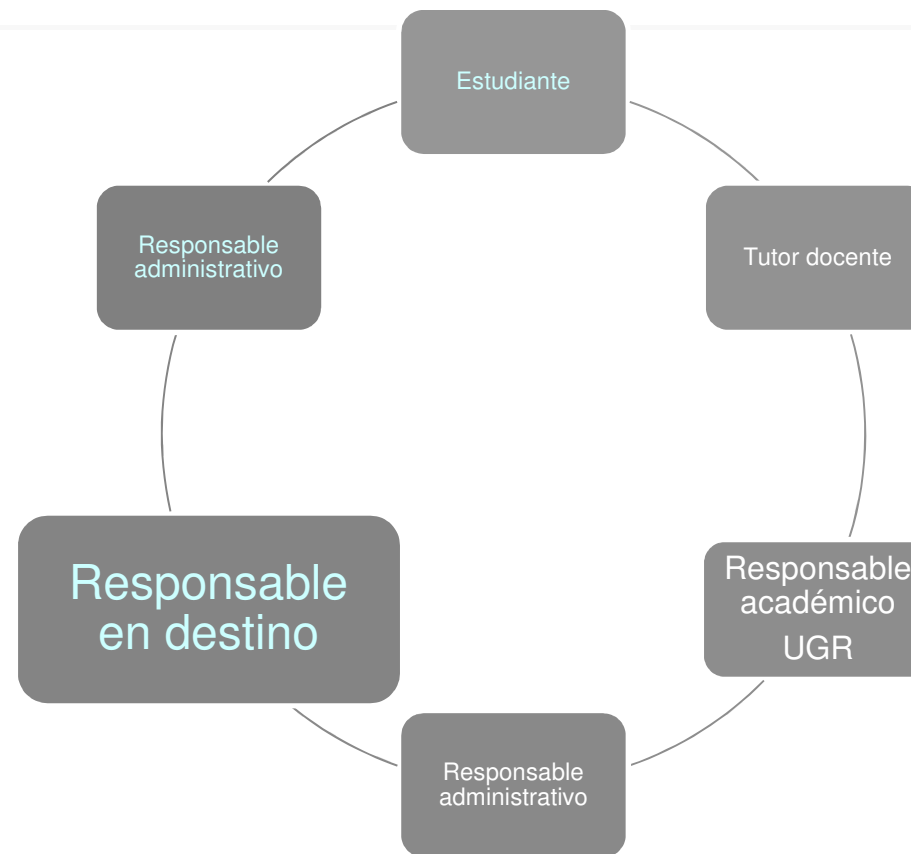 Estudiante
Tutor docente
Responsable
académico
UGR
Responsable
administrativo
Responsable
en destino
Responsable
administrativo